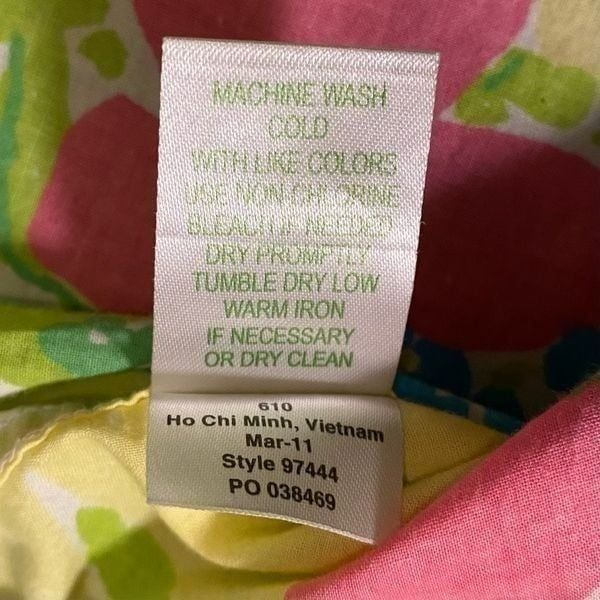 MACHINE WASH
COLD
WITH LIKE COLORS
USE NON-CHLORINE
BLEACH IF NEEDED
DRY PROMPTLY
TUMBLE DRY LOW
WARM IRON
IF NECESSARY
OR DRY CLEAN
610
Ho Chi Minh, Vietnam
Mar-11
Style 97444
PO 038469